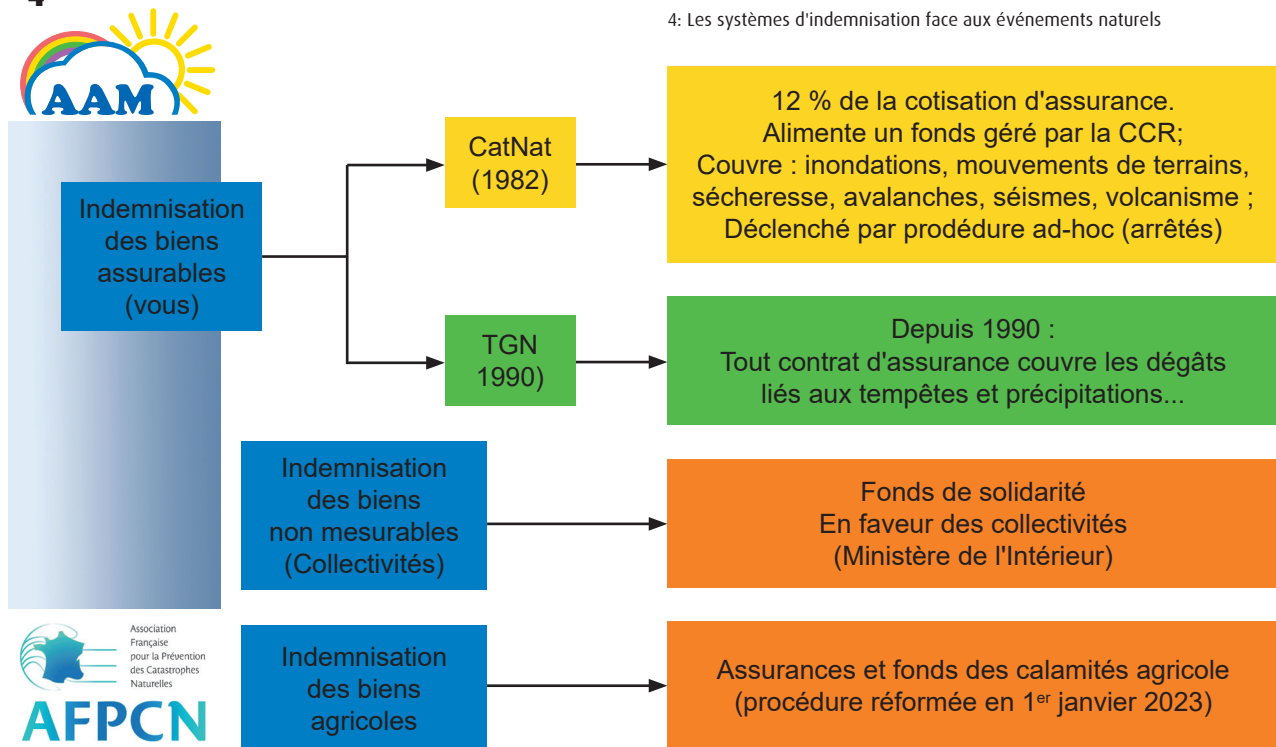 4: Les systèmes d'indemnisation face aux événements naturels
AAM
Indemnisation
des biens
assurables
(vous)
CatNat
(1982)
12 % de la cotisation d'assurance.
Alimente un fonds géré par la CCR;
Couvre : inondations, mouvements de terrains,
sécheresse, avalanches, séismes, volcanisme ;
Déclenché par prodédure ad-hoc (arrêtés)
TGN
1990)
Depuis 1990 :
Tout contrat d'assurance couvre les dégâts
liés aux tempêtes et précipitations...
Indemnisation
des biens
non mesurables
(Collectivités)
Fonds de solidarité
En faveur des collectivités
(Ministère de l'Intérieur)
Indemnisation
des biens
agricoles
Assurances et fonds des calamités agricole
(procédure réformée en 1er janvier 2023)
Association
Française
pour la Prévention
des Catastrophes
Naturelles
AFPCN